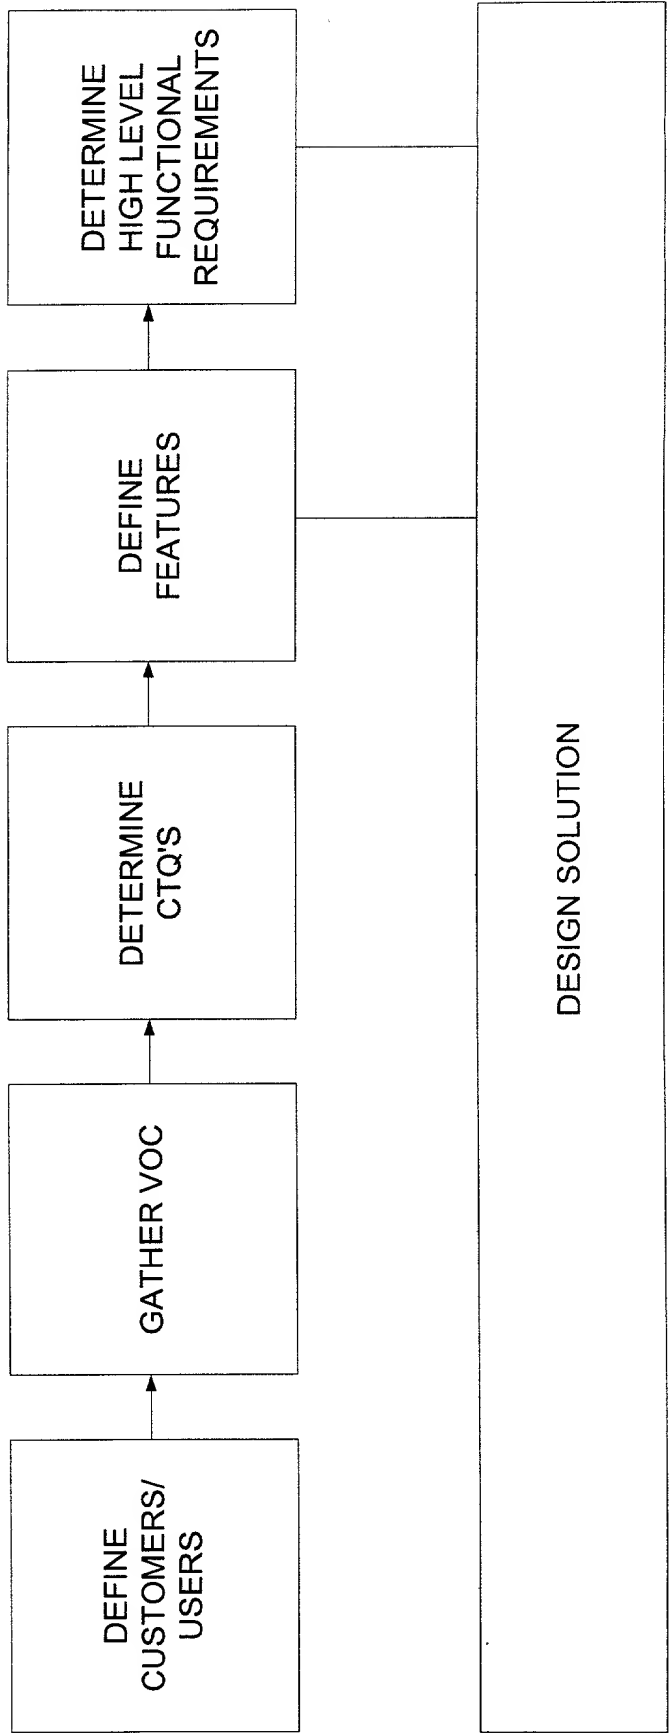 DEFINE
CUSTOMERS/
USERS
GATHER VOC
DETERMINE
CTQ'S
DEFINE
FEATURES
DETERMINE
HIGH LEVEL
FUNCTIONAL
REQUIREMENTS
DESIGN SOLUTION